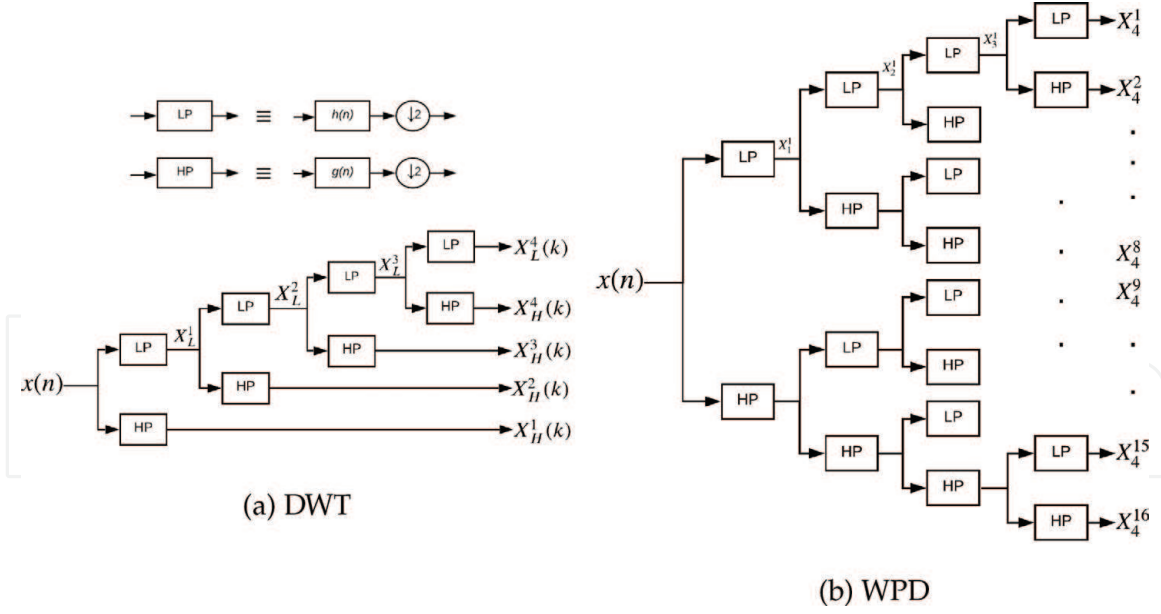 LP ≡ h(n) ↓2
HP ≡ g(n) ↓2
x(n)
LP
HP
X_L^1
LP
HP
X_L^2
LP
HP
X_L^3
LP
HP
X_L^4(k)
X_H^4(k)
X_H^3(k)
X_H^2(k)
X_H^1(k)
(a) DWT
x(n)
LP
HP
X_1^1
LP
HP
LP
HP
X_2^1
LP
HP
LP
HP
LP
HP
LP
HP
X_3^1
LP
HP
LP
HP
X_4^1
X_4^2
X_4^8
X_4^9
X_4^15
X_4^16
(b) WPD